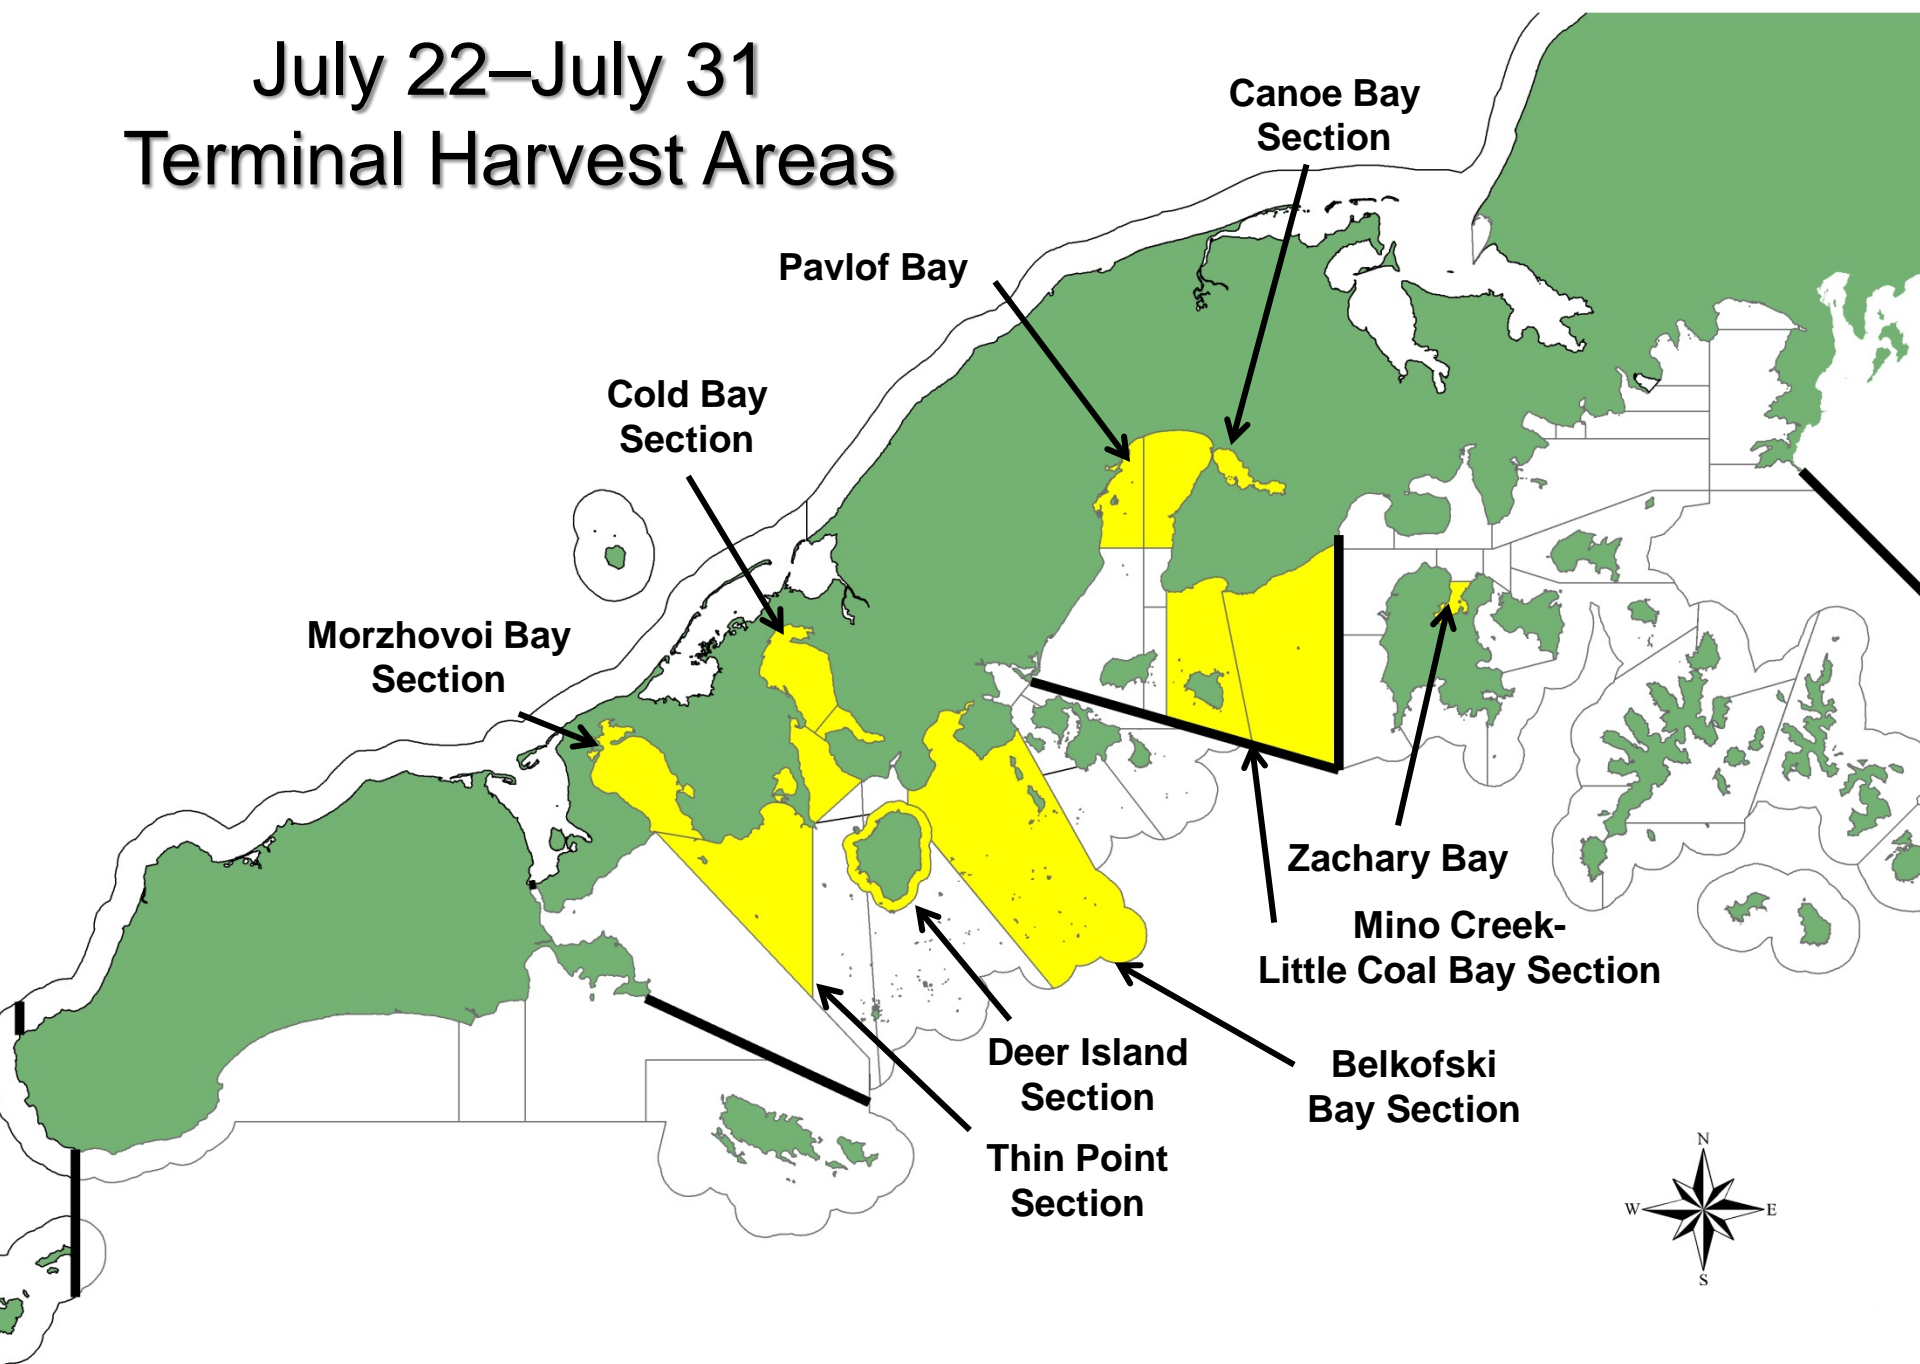 July 22–July 31
Terminal Harvest Areas
Canoe Bay
Section
Pavlof Bay
Cold Bay
Section
Morzhovoi Bay
Section
Zachary Bay
Mino Creek-
Little Coal Bay Section
Deer Island
Section
Belkofski
Bay Section
Thin Point
Section
N
W
E
S